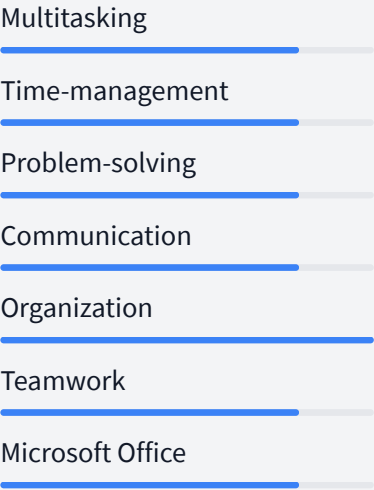 Multitasking
Time-management
Problem-solving
Communication
Organization
Teamwork
Microsoft Office